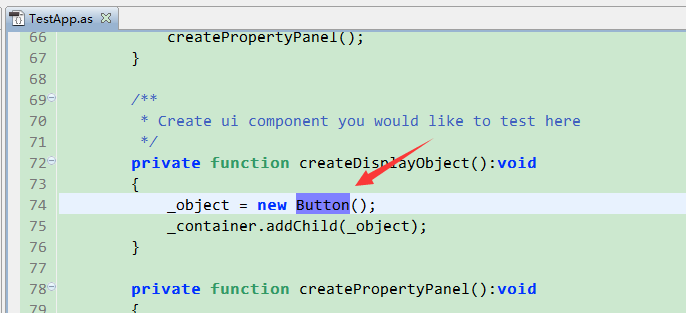 TestApp.as
66 createPropertyPanel();
67 }
68
69 /**
70 * Create ui component you would like to test here
71 */
72 private function createDisplayObject():void
73 {
74 _object = new Button();
75 _container.addChild(_object);
76 }
77
78 private function createPropertyPanel():void
79 {